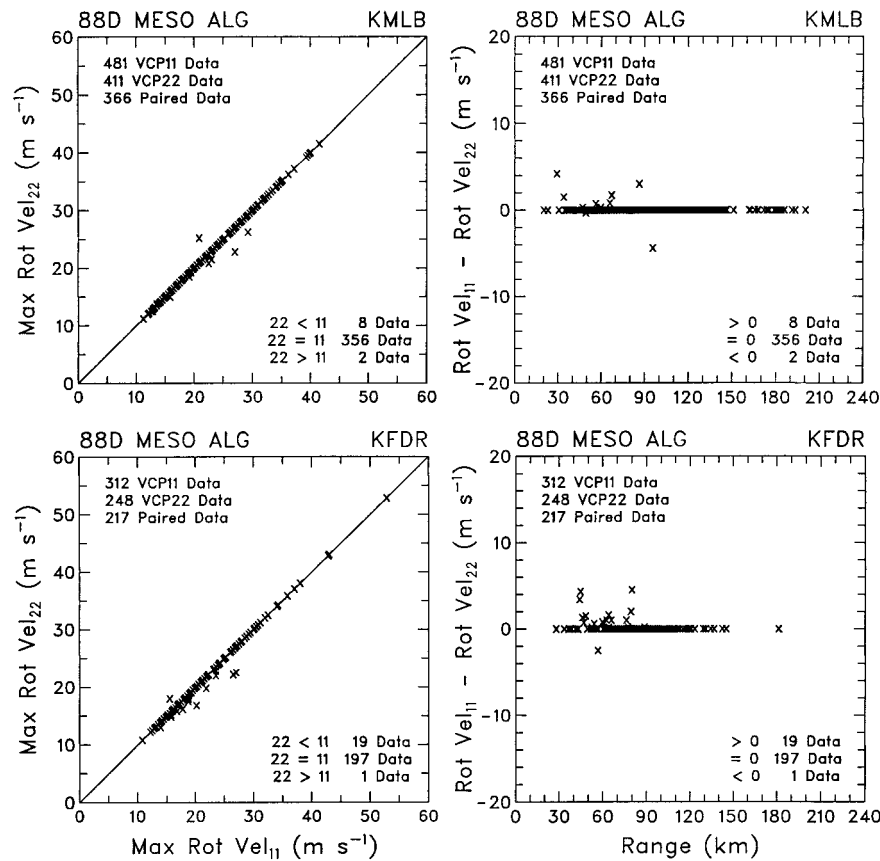 88D MESO ALG KMLB
481 VCP11 Data
411 VCP22 Data
366 Paired Data
22 < 11 8 Data
22 = 11 356 Data
22 > 11 2 Data
Max Rot Vel22 (m s−1)
60
50
40
30
20
10
0
0 10 20 30 40 50 60
88D MESO ALG KMLB
481 VCP11 Data
411 VCP22 Data
366 Paired Data
> 0 8 Data
= 0 356 Data
< 0 2 Data
Rot Vel11 − Rot Vel22 (m s−1)
20
10
0
−10
−20
0 30 60 90 120 150 180 210 240
88D MESO ALG KFDR
312 VCP11 Data
248 VCP22 Data
217 Paired Data
22 < 11 19 Data
22 = 11 197 Data
22 > 11 1 Data
Max Rot Vel22 (m s−1)
60
50
40
30
20
10
0
0 10 20 30 40 50 60
Max Rot Vel11 (m s−1)
88D MESO ALG KFDR
312 VCP11 Data
248 VCP22 Data
217 Paired Data
> 0 19 Data
= 0 197 Data
< 0 1 Data
Rot Vel11 − Rot Vel22 (m s−1)
20
10
0
−10
−20
0 30 60 90 120 150 180 210 240
Range (km)